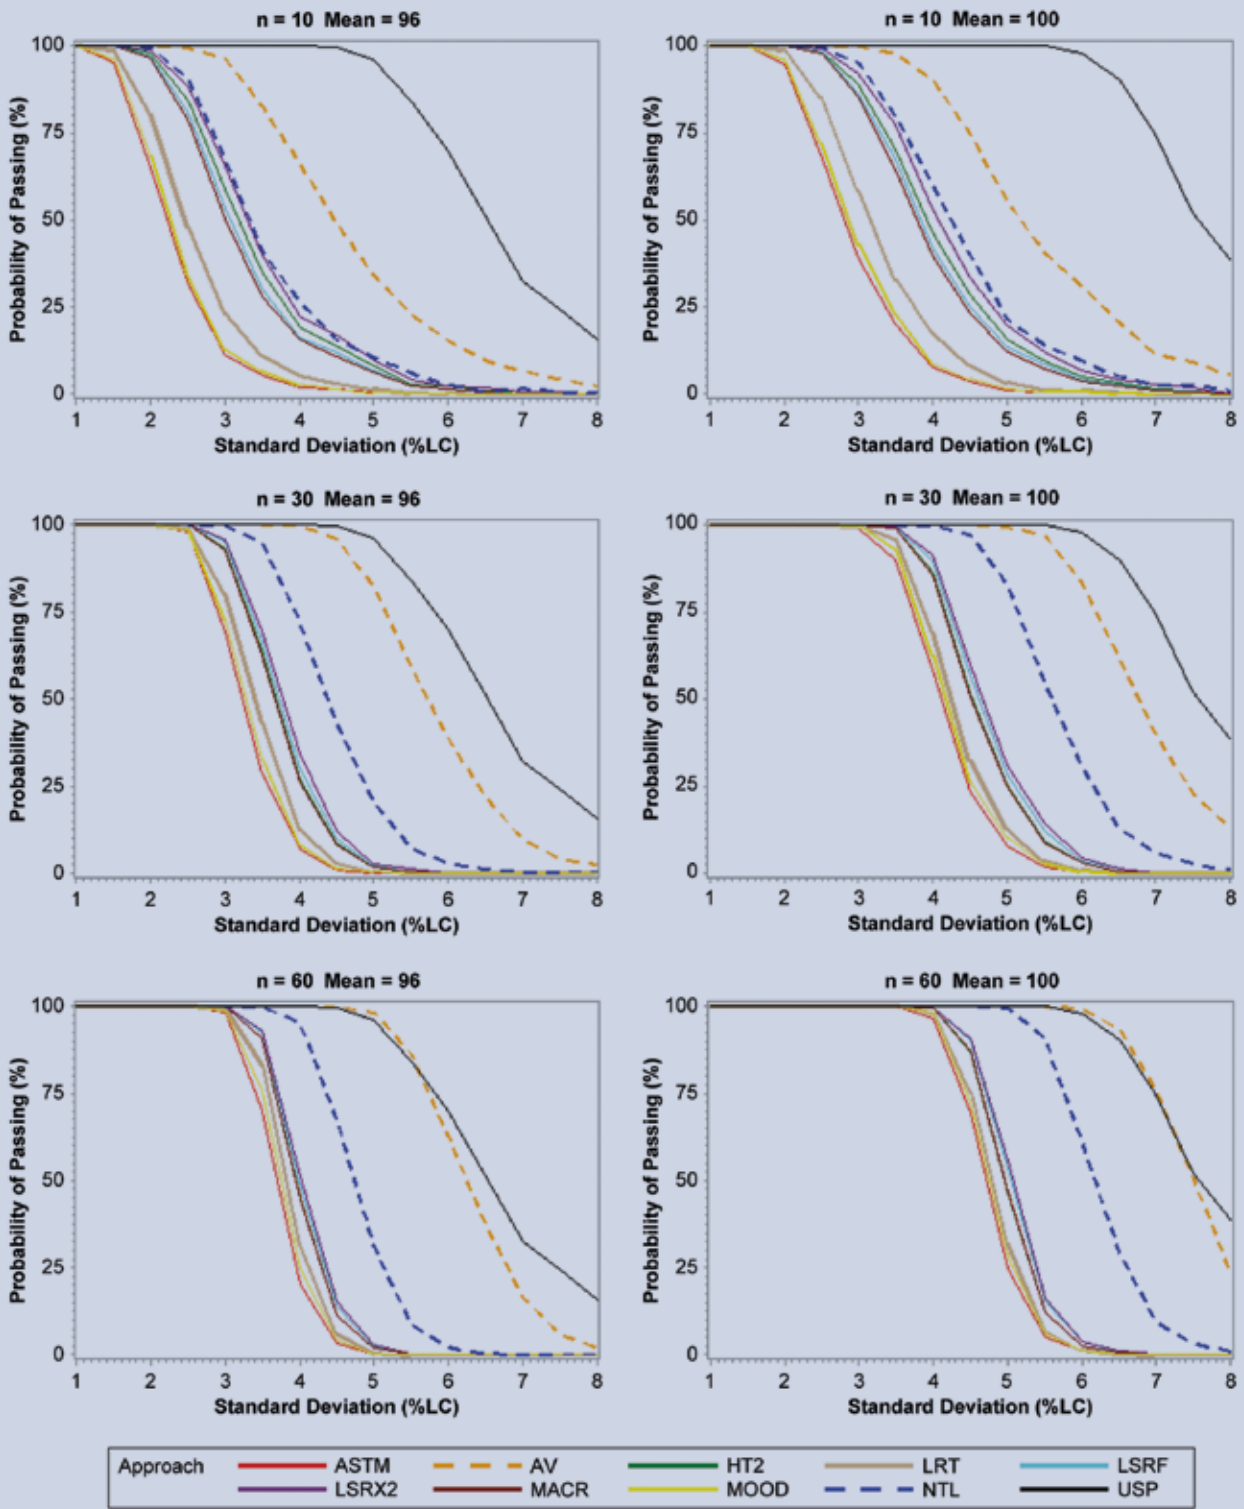 n = 10 Mean = 96
n = 10 Mean = 100
Probability of Passing (%)
100
75
50
25
0
1 2 3 4 5 6 7 8
Standard Deviation (%LC)
Probability of Passing (%)
100
75
50
25
0
1 2 3 4 5 6 7 8
Standard Deviation (%LC)
n = 30 Mean = 96
n = 30 Mean = 100
Probability of Passing (%)
100
75
50
25
0
1 2 3 4 5 6 7 8
Standard Deviation (%LC)
Probability of Passing (%)
100
75
50
25
0
1 2 3 4 5 6 7 8
Standard Deviation (%LC)
n = 60 Mean = 96
n = 60 Mean = 100
Probability of Passing (%)
100
75
50
25
0
1 2 3 4 5 6 7 8
Standard Deviation (%LC)
Probability of Passing (%)
100
75
50
25
0
1 2 3 4 5 6 7 8
Standard Deviation (%LC)
Approach ASTM AV HT2 LRT LSRF
LSRX2 MACR MOOD NTL USP